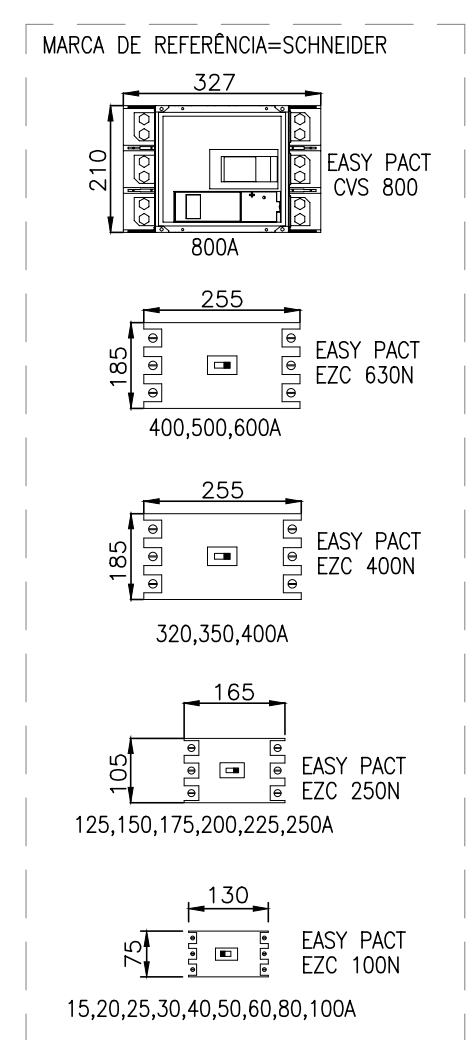 MARCA DE REFERÊNCIA=SCHNEIDER
327
210
EASY PACT
CVS 800
800A
255
185
EASY PACT
EZC 630N
400,500,600A
255
185
EASY PACT
EZC 400N
320,350,400A
165
105
EASY PACT
EZC 250N
125,150,175,200,225,250A
130
75
EASY PACT
EZC 100N
15,20,25,30,40,50,60,80,100A